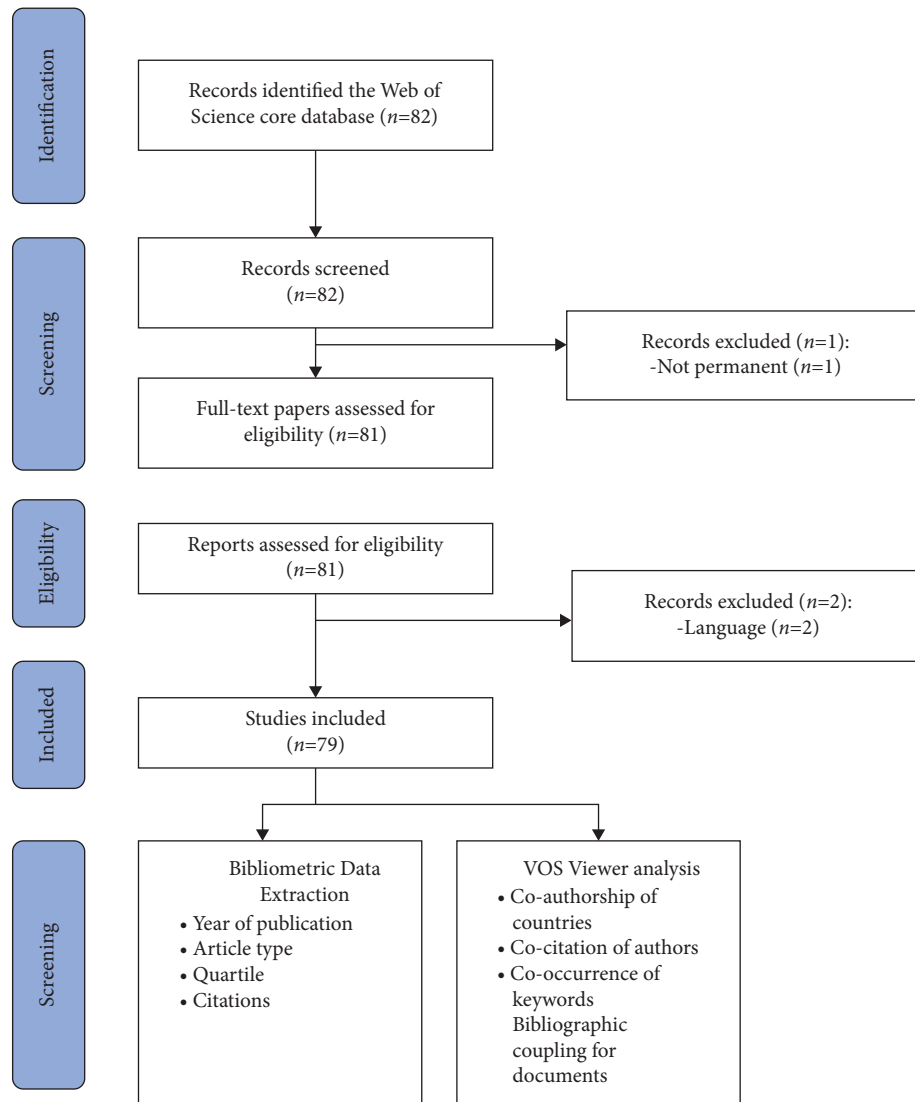 Identification
Records identified the Web of
Science core database (n=82)
Screening
Records screened
(n=82)
Records excluded (n=1):
-Not permanent (n=1)
Full-text papers assessed for
eligibility (n=81)
Eligibility
Reports assessed for eligibility
(n=81)
Records excluded (n=2):
-Language (n=2)
Included
Studies included
(n=79)
Screening
Bibliometric Data
Extraction
• Year of publication
• Article type
• Quartile
• Citations
VOS Viewer analysis
• Co-authorship of
countries
• Co-citation of authors
• Co-occurrence of
keywords
Bibliographic
coupling for
documents